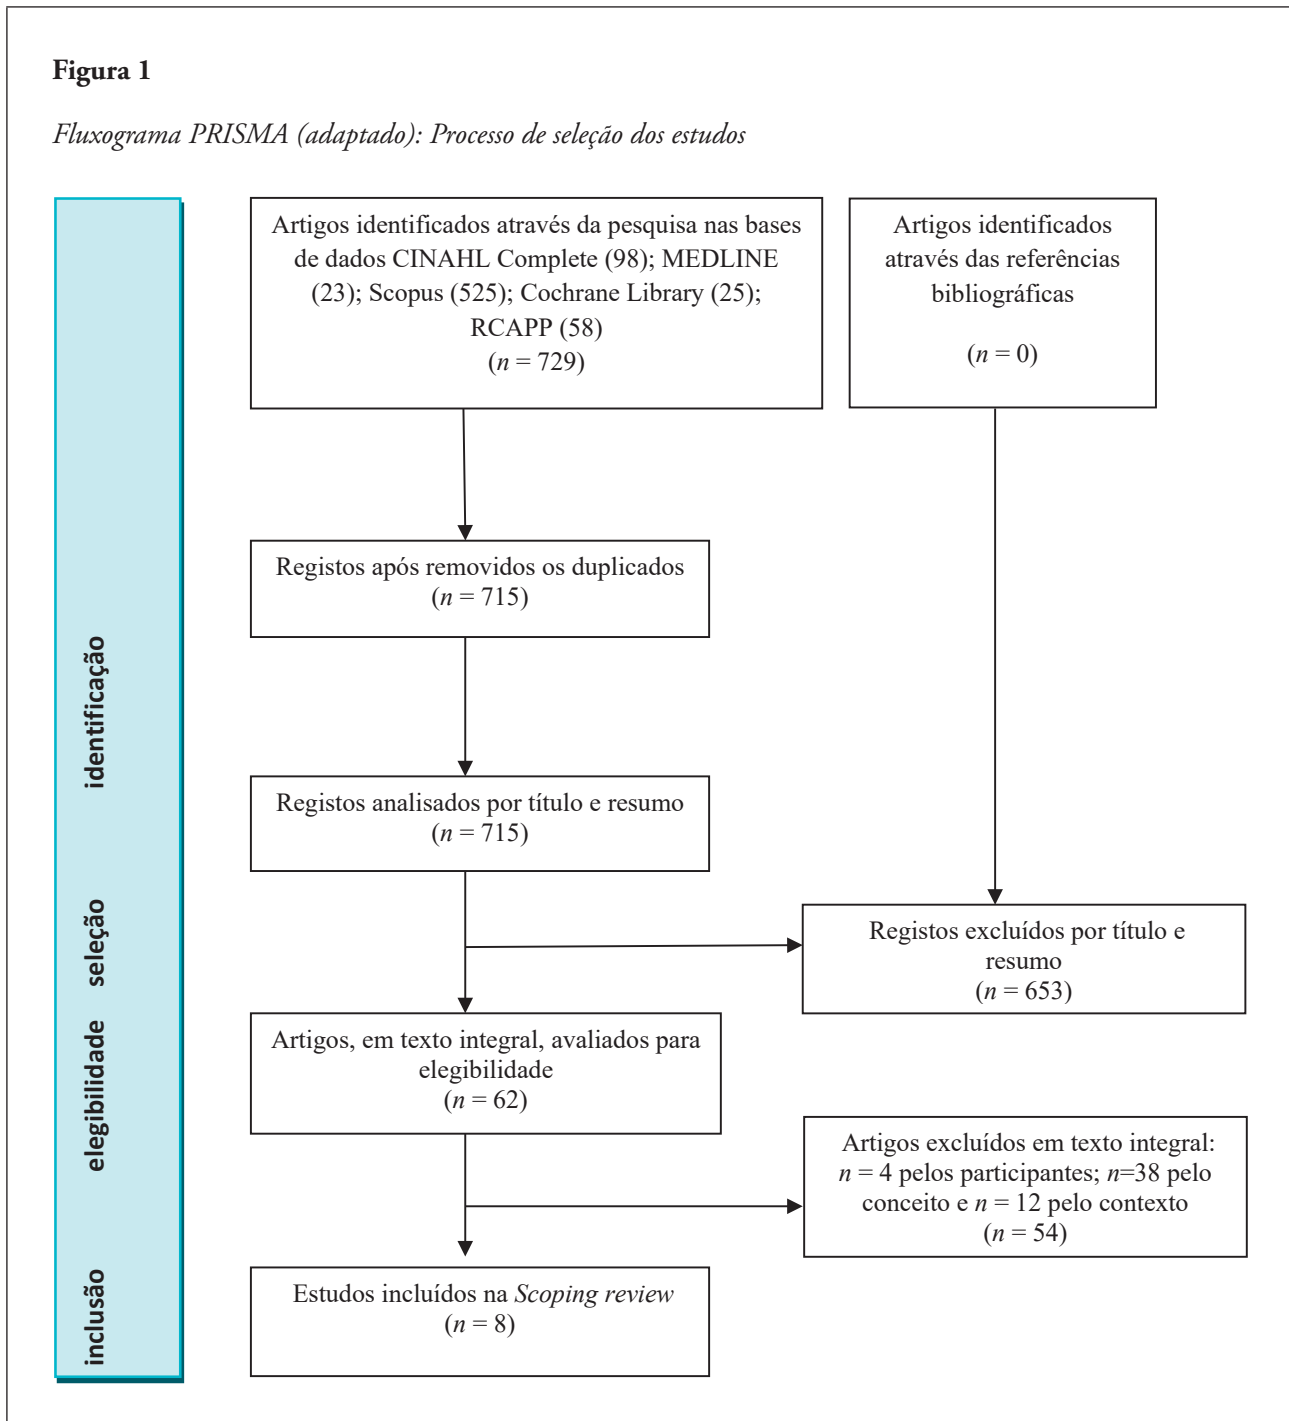 Figura 1
Fluxograma PRISMA (adaptado): Processo de seleção dos estudos
Artigos identificados através da pesquisa nas bases
de dados CINAHL Complete (98); MEDLINE
(23); Scopus (525); Cochrane Library (25);
RCAPP (58)
(n = 729)
Artigos identificados
através das referências
bibliográficas
(n = 0)
Registos após removidos os duplicados
(n = 715)
identificação
Registos analisados por título e resumo
(n = 715)
seleção
Registos excluídos por título e
resumo
(n = 653)
elegibilidade
Artigos, em texto integral, avaliados para
elegibilidade
(n = 62)
Artigos excluídos em texto integral:
n = 4 pelos participantes; n=38 pelo
conceito e n = 12 pelo contexto
(n = 54)
inclusão
Estudos incluídos na Scoping review
(n = 8)